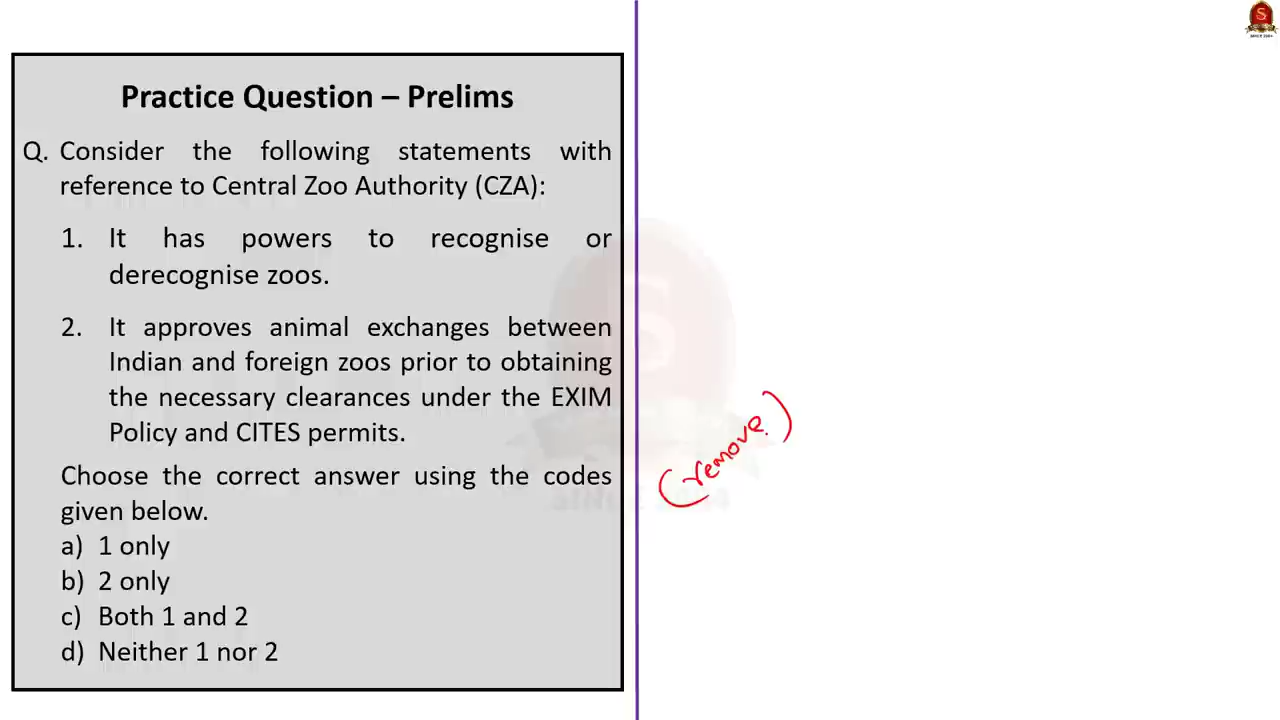 Practice Question – Prelims
Q. Consider the following statements with
reference to Central Zoo Authority (CZA):
1. It has powers to recognise or
derecognise zoos.
2. It approves animal exchanges between
Indian and foreign zoos prior to obtaining
the necessary clearances under the EXIM
Policy and CITES permits.
Choose the correct answer using the codes
given below.
a) 1 only
b) 2 only
c) Both 1 and 2
d) Neither 1 nor 2
(remove.)
S